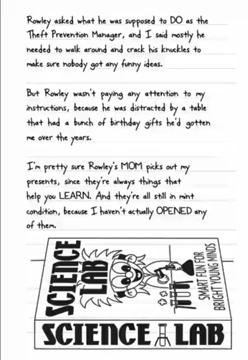 Rowley asked what he was supposed to DO as the
Theft Prevention Manager, and I said mostly he
needed to walk around and crack his knuckles to
make sure nobody got any funny ideas.
But Rowley wasn't paying any attention to my
instructions, because he was distracted by a table
that had a bunch of birthday gifts he'd gotten
me over the years.
I'm pretty sure Rowley's MOM picks out my
presents, since they're always things that
help you LEARN. And they're all still in mint
condition, because I haven't actually OPENED any
of them.
SCIENCE
LAB
SMART FUN FOR
BRIGHT YOUNG MINDS
SCIENCE LAB